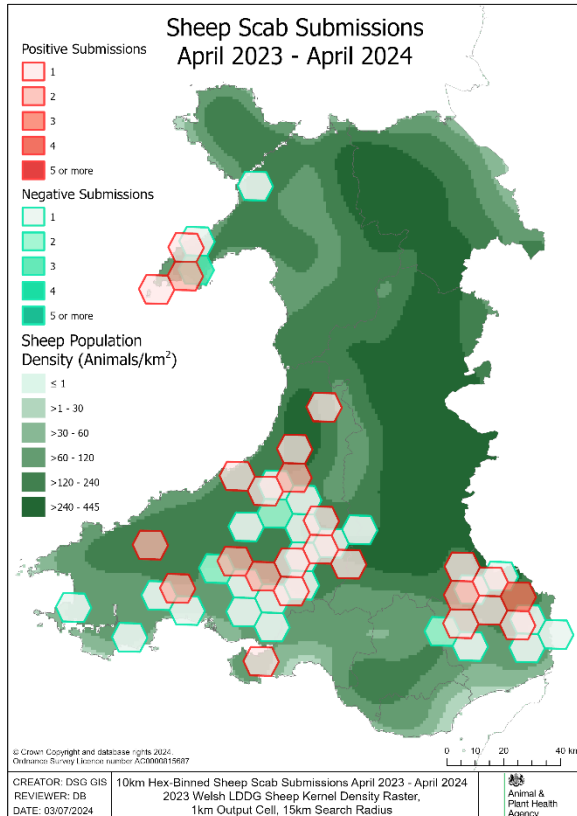 Sheep Scab Submissions
April 2023 - April 2024
Positive Submissions
1
2
3
4
5 or more
Negative Submissions
1
2
3
4
5 or more
Sheep Population
Density (Animals/km²)
≤ 1
>1 - 30
>30 - 60
>60 - 120
>120 - 240
>240 - 445
© Crown Copyright and database rights 2024.
Ordnance Survey Licence number AC0000815687
0 10 20 40 km
CREATOR: DSG GIS
REVIEWER: DB
DATE: 03/07/2024
10km Hex-Binned Sheep Scab Submissions April 2023 - April 2024
2023 Welsh LDDG Sheep Kernel Density Raster,
1km Output Cell, 15km Search Radius
Animal &
Plant Health
Agency